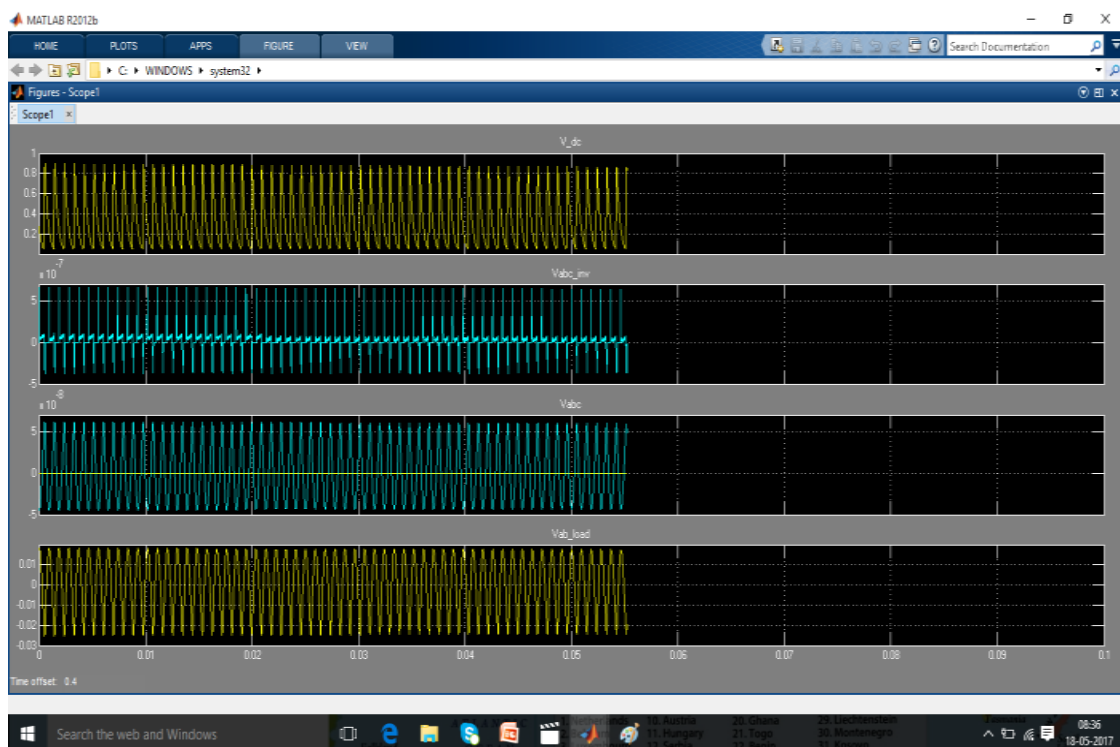 MATLAB R2012b
HOME PLOTS APPS FIGURE VIEW
Search Documentation
C: WINDOWS system32
Figures - Scope1
Scope1 ×
V_dc
1
0.8
0.6
0.4
0.2
x 10 -7
Vabc_inv
5
0
-5
x 10 -8
Vabc
5
0
-5
Vab_load
0.01
0
-0.01
-0.02
-0.03
0 0.01 0.02 0.03 0.04 0.05 0.06 0.07 0.08 0.09 0.1
Time offset: 0.4
Search the web and Windows
10. Austria 20. Ghana 29. Liechtenstein
11. Hungary 21. Togo 30. Montenegro
08:36
18-05-2017